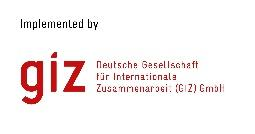 Implemented by
giz
Deutsche Gesellschaft
für Internationale
Zusammenarbeit (GIZ) GmbH